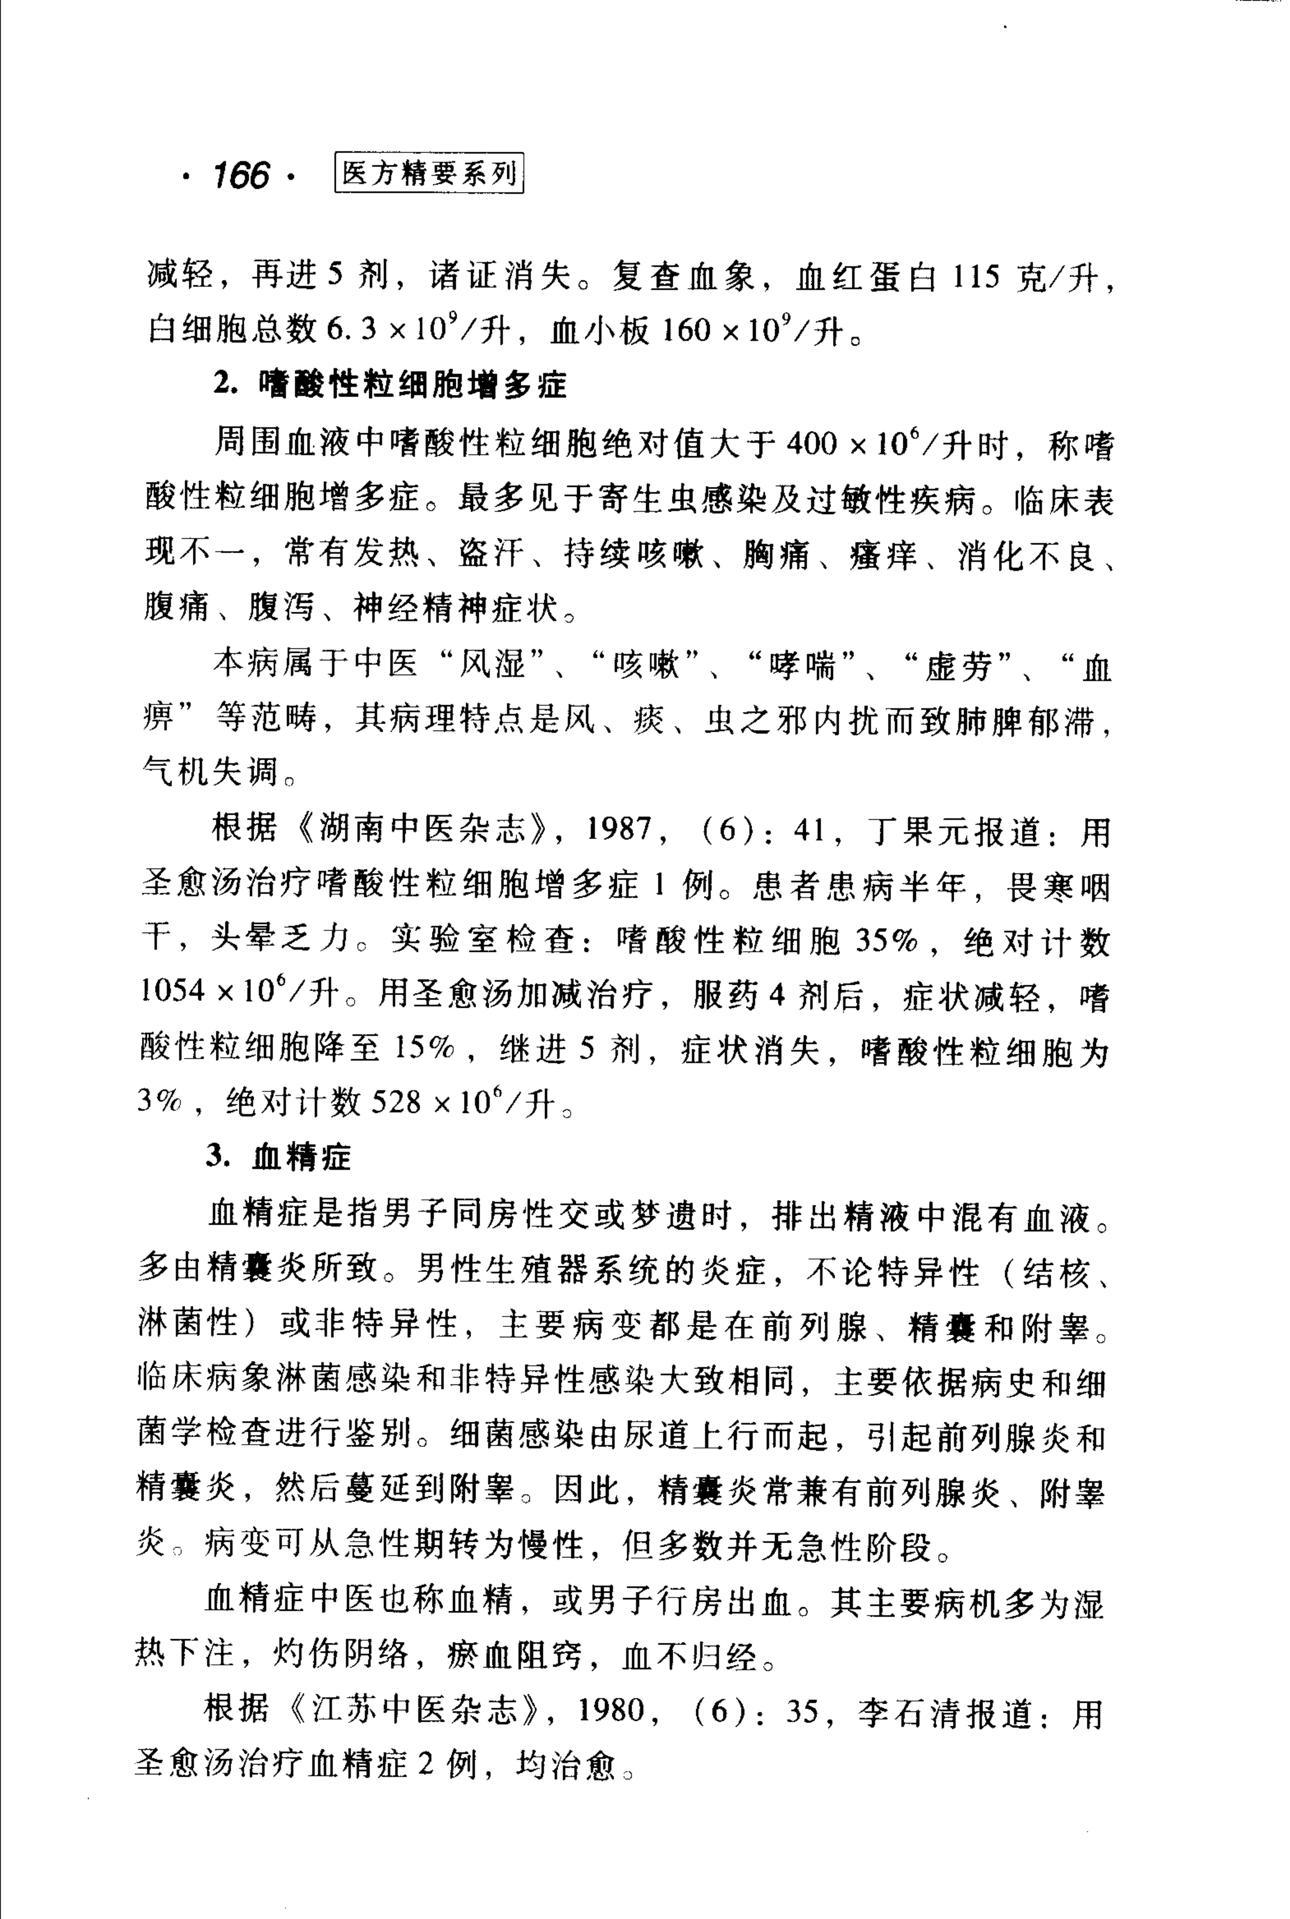 · 166 · 医方精要系列
减轻，再进 5 剂，诸证消失。复查血象，血红蛋白 115 克/升，
白细胞总数 6.3 × 10⁹/升，血小板 160 × 10⁹/升。
2. 嗜酸性粒细胞增多症
周围血液中嗜酸性粒细胞绝对值大于 400 × 10⁶/升时，称嗜
酸性粒细胞增多症。最多见于寄生虫感染及过敏性疾病。临床表
现不一，常有发热、盗汗、持续咳嗽、胸痛、瘙痒、消化不良、
腹痛、腹泻、神经精神症状。
本病属于中医“风湿”、“咳嗽”、“哮喘”、“虚劳”、“血
痹”等范畴，其病理特点是风、痰、虫之邪内扰而致肺脾郁滞，
气机失调。
根据《湖南中医杂志》，1987，（6）：41，丁果元报道：用
圣愈汤治疗嗜酸性粒细胞增多症 1 例。患者患病半年，畏寒咽
干，头晕乏力。实验室检查：嗜酸性粒细胞 35%，绝对计数
1054 × 10⁶/升。用圣愈汤加减治疗，服药 4 剂后，症状减轻，嗜
酸性粒细胞降至 15%，继进 5 剂，症状消失，嗜酸性粒细胞为
3%，绝对计数 528 × 10⁶/升。
3. 血精症
血精症是指男子同房性交或梦遗时，排出精液中混有血液。
多由精囊炎所致。男性生殖器系统的炎症，不论特异性（结核、
淋菌性）或非特异性，主要病变都是在前列腺、精囊和附睾。
临床病象淋菌感染和非特异性感染大致相同，主要依据病史和细
菌学检查进行鉴别。细菌感染由尿道上行而起，引起前列腺炎和
精囊炎，然后蔓延到附睾。因此，精囊炎常兼有前列腺炎、附睾
炎。病变可从急性期转为慢性，但多数并无急性阶段。
血精症中医也称血精，或男子行房出血。其主要病机多为湿
热下注，灼伤阴络，瘀血阻窍，血不归经。
根据《江苏中医杂志》，1980，（6）：35，李石清报道：用
圣愈汤治疗血精症 2 例，均治愈。